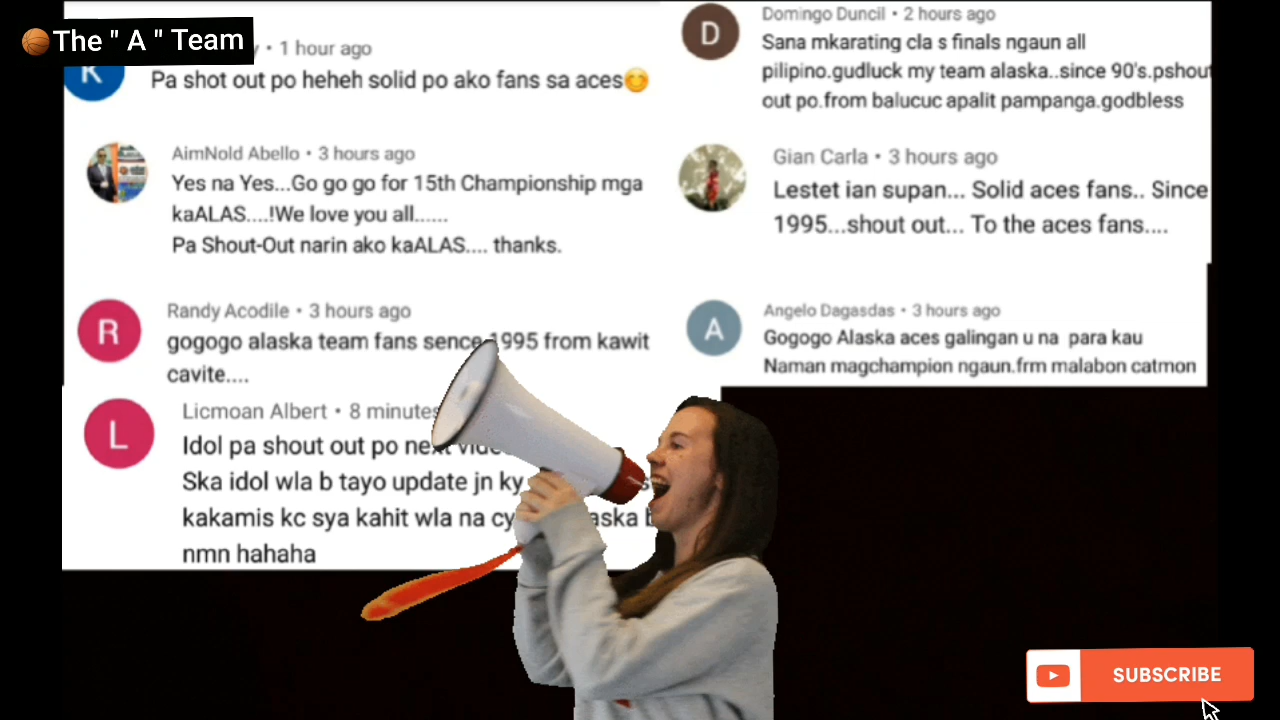 The " A " Team
y • 1 hour ago
K
Pa shot out po heheh solid po ako fans sa aces
AimNold Abello • 3 hours ago
Yes na Yes...Go go go for 15th Championship mga
kaALAS....!We love you all......
Pa Shout-Out narin ako kaALAS.... thanks.
Randy Acodile • 3 hours ago
R
gogogo alaska team fans sence 1995 from kawit
cavite....
Licmoan Albert • 8 minutes
L
Idol pa shout out po next
Ska idol wla b tayo update jn ky
kakamis kc sya kahit wla na
nmn hahaha
Domingo Duncil • 2 hours ago
D
Sana mkarating cla s finals ngaun all
pilipino.gudluck my team alaska..since 90's.pshout
out po.from balucuc apalit pampanga.godbless
Gian Carla • 3 hours ago
Lestet ian supan... Solid aces fans.. Since
1995...shout out... To the aces fans....
Angelo Dagasdas • 3 hours ago
A
Gogogo Alaska aces galingan u na para kau
Naman magchampion ngaun.frm malabon catmon
SUBSCRIBE